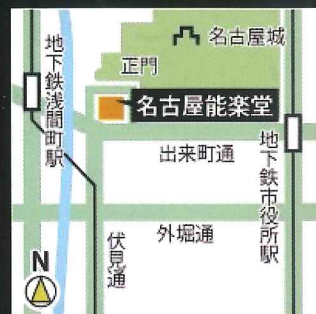 名古屋城
正門
地下鉄浅間町駅
名古屋能楽堂
出来町通
地下鉄市役所駅
外堀通
伏見通
N